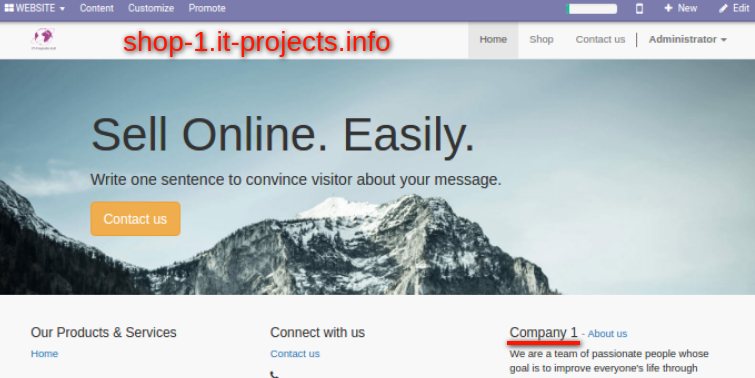 WEBSITE Content Customize Promote New Edit
shop-1.it-projects.info
Home Shop Contact us Administrator
Sell Online. Easily.
Write one sentence to convince visitor about your message.
Contact us
Our Products & Services
Home
Connect with us
Contact us
Company 1 - About us
We are a team of passionate people whose
goal is to improve everyone's life through